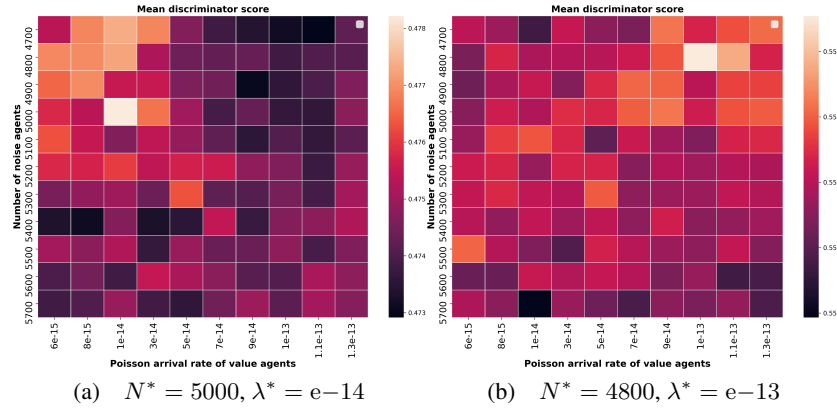 Mean discriminator score
Number of noise agents
4700
4800
4900
5000
5100
5200
5300
5400
5500
5600
5700
6e-15
8e-15
1e-14
3e-14
5e-14
7e-14
9e-14
1e-13
1.1e-13
1.3e-13
Poisson arrival rate of value agents
0.478
0.477
0.476
0.475
0.474
0.473
(a) N* = 5000, λ* = e−14
Mean discriminator score
Number of noise agents
4700
4800
4900
5000
5100
5200
5300
5400
5500
5600
5700
6e-15
8e-15
1e-14
3e-14
5e-14
7e-14
9e-14
1e-13
1.1e-13
1.3e-13
Poisson arrival rate of value agents
0.55
0.55
0.55
0.55
(b) N* = 4800, λ* = e−13